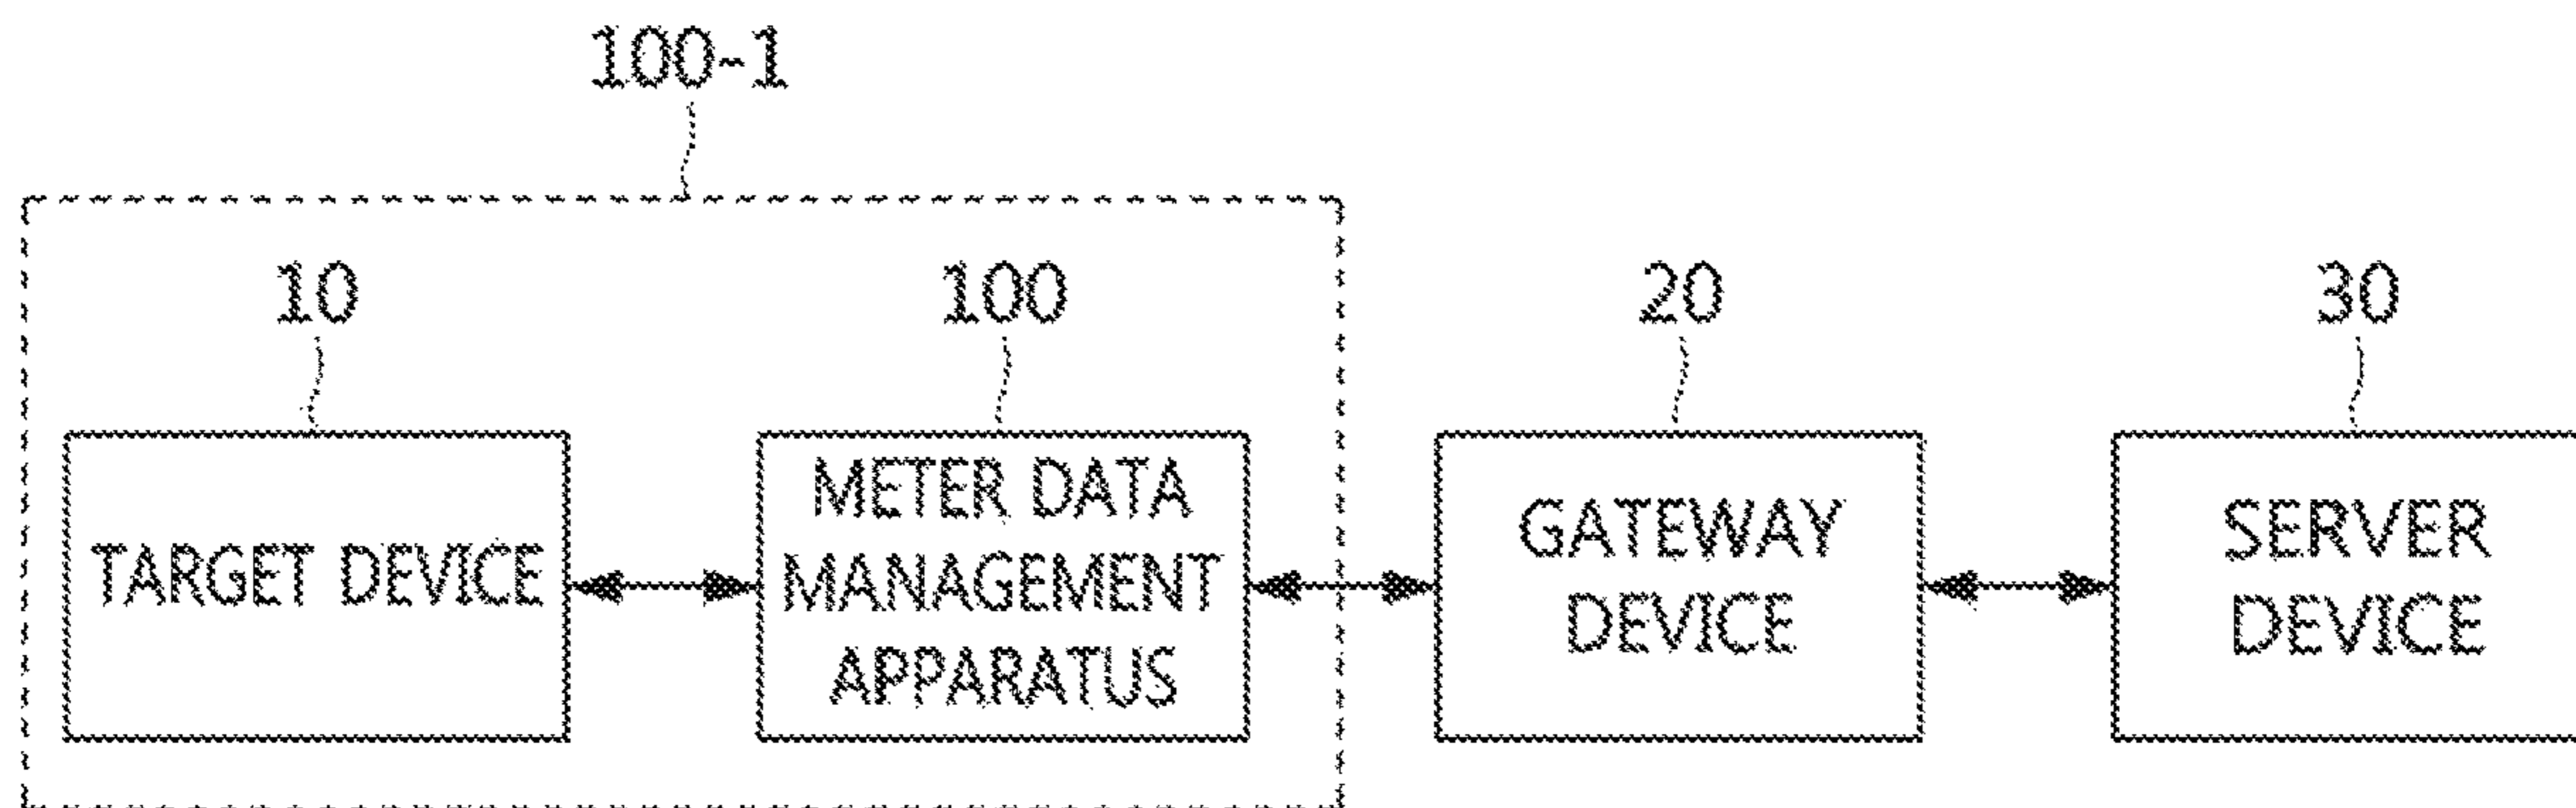 100-1
10
100
20
30
TARGET DEVICE
METER DATA
MANAGEMENT
APPARATUS
GATEWAY
DEVICE
SERVER
DEVICE